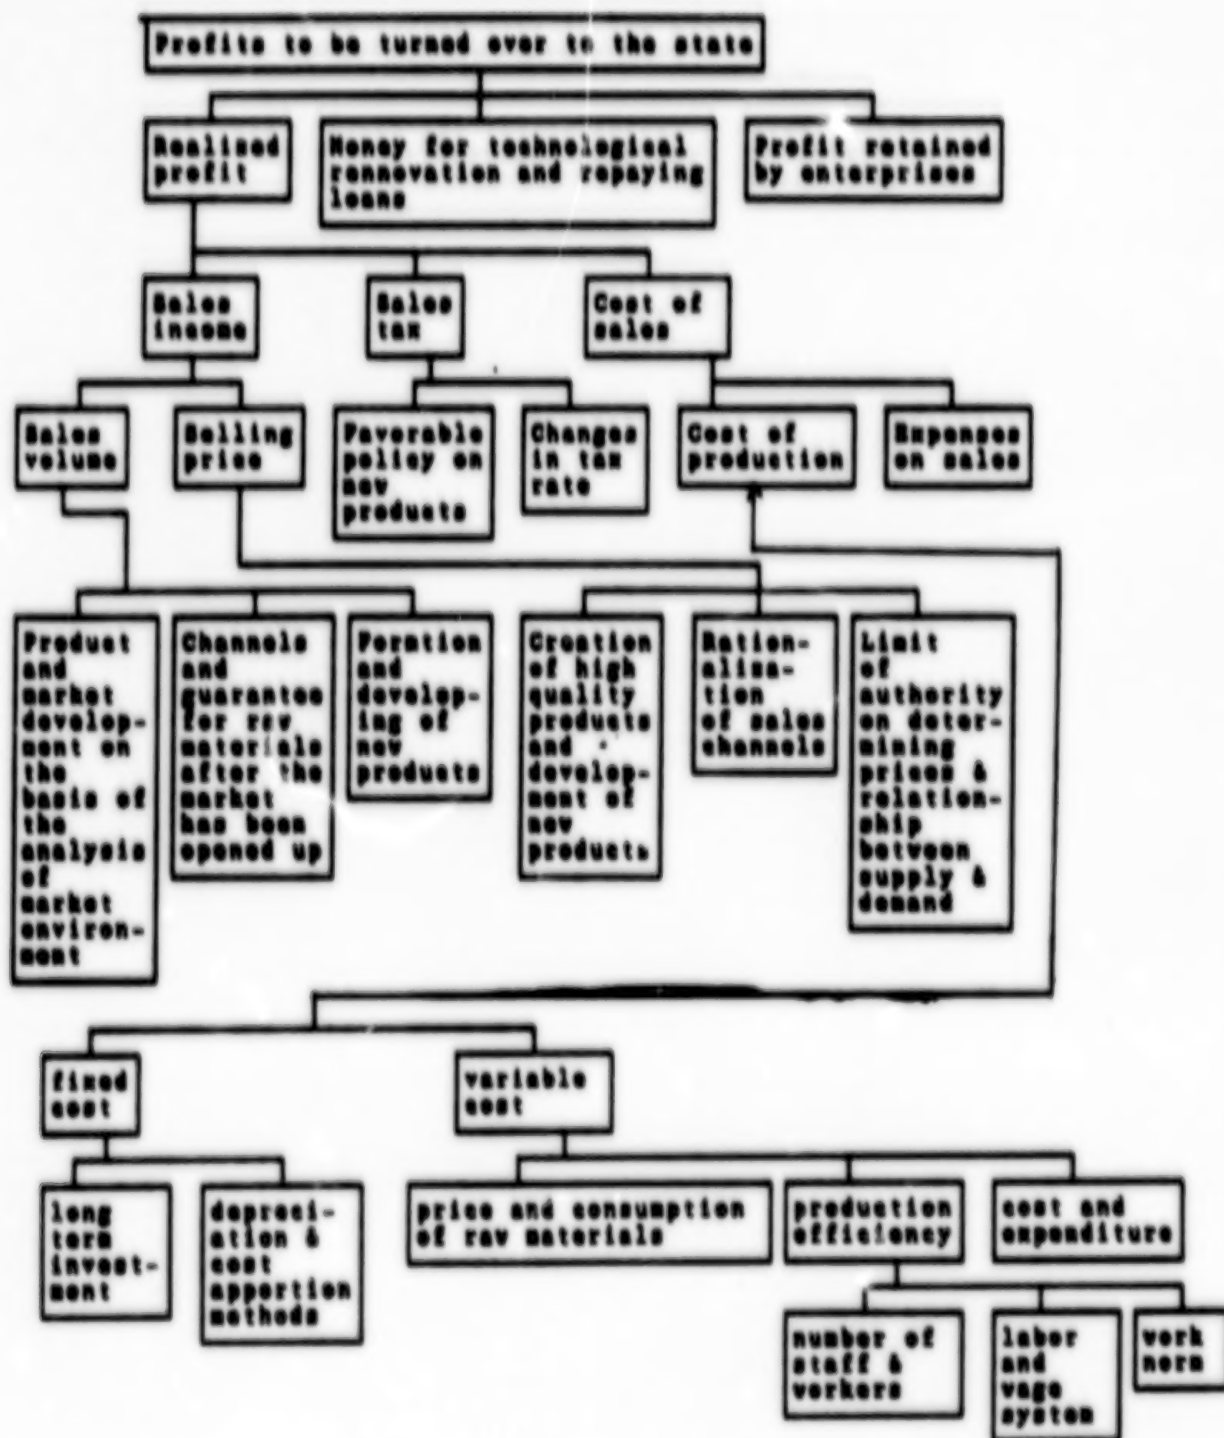 Profits to be turned over to the state
Realized
profit
Money for technological
rennovation and repaying
loans
Profit retained
by enterprises
Sales
income
Sales
tax
Cost of
sales
Sales
volume
Selling
price
Favorable
policy on
new
products
Changes
in tax
rate
Cost of
production
Expenses
on sales
Product
and
market
develop-
ment on
the
basis of
the
analysis
of
market
environ-
ment
Channels
and
guarantee
for raw
materials
after the
market
has been
opened up
and
develop-
ing of
new
products
Creation
of high
quality
products
and
develop-
ment of
new
products
Ration-
aliza-
tion
of sales
channels
Limit
of
authority
on deter-
mining
prices &
relation-
ship
between
supply &
demand
fixed
cost
variable
cost
long
term
invest-
ment
depreci-
ation &
cost
apportion
methods
price and consumption
of raw materials
production
efficiency
cost and
expenditure
number of
staff &
workers
labor
and
wage
system
work
norm